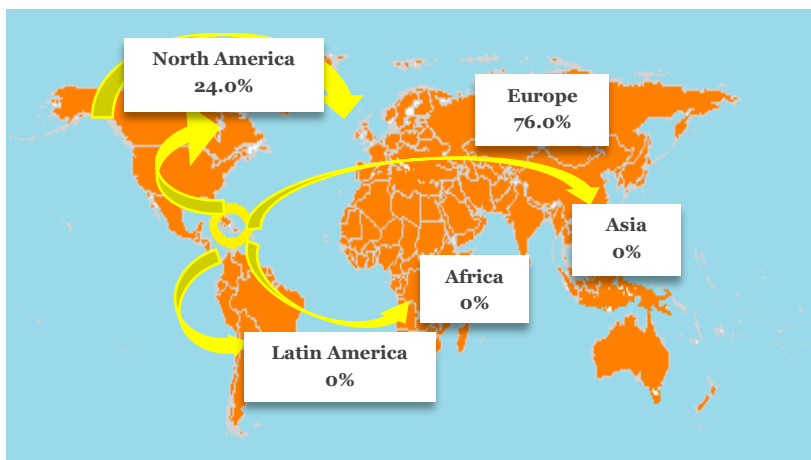 North America
24.0%
Europe
76.0%
Asia
0%
Africa
0%
Latin America
0%